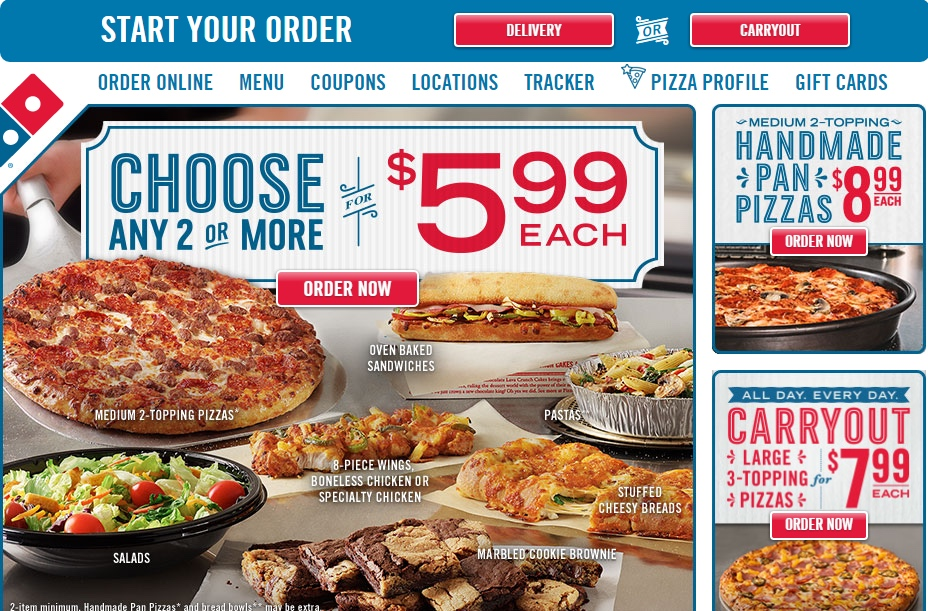 START YOUR ORDER
DELIVERY
OR
CARRYOUT
ORDER ONLINE
MENU
COUPONS
LOCATIONS
TRACKER
PIZZA PROFILE
GIFT CARDS
CHOOSE
ANY 2 OR MORE
FOR
$5.99
EACH
ORDER NOW
OVEN BAKED
SANDWICHES
MEDIUM 2-TOPPING PIZZAS*
PASTAS
8-PIECE WINGS,
BONELESS CHICKEN OR
SPECIALTY CHICKEN
STUFFED
CHEESY BREADS
SALADS
MARBLED COOKIE BROWNIE
2-item minimum. Handmade Pan Pizzas* and bread bowls** may be extra.
MEDIUM 2-TOPPING
HANDMADE
PAN
PIZZAS
$8.99
EACH
ORDER NOW
ALL DAY. EVERY DAY.
CARRYOUT
LARGE
3-TOPPING
PIZZAS
for
$7.99
EACH
ORDER NOW